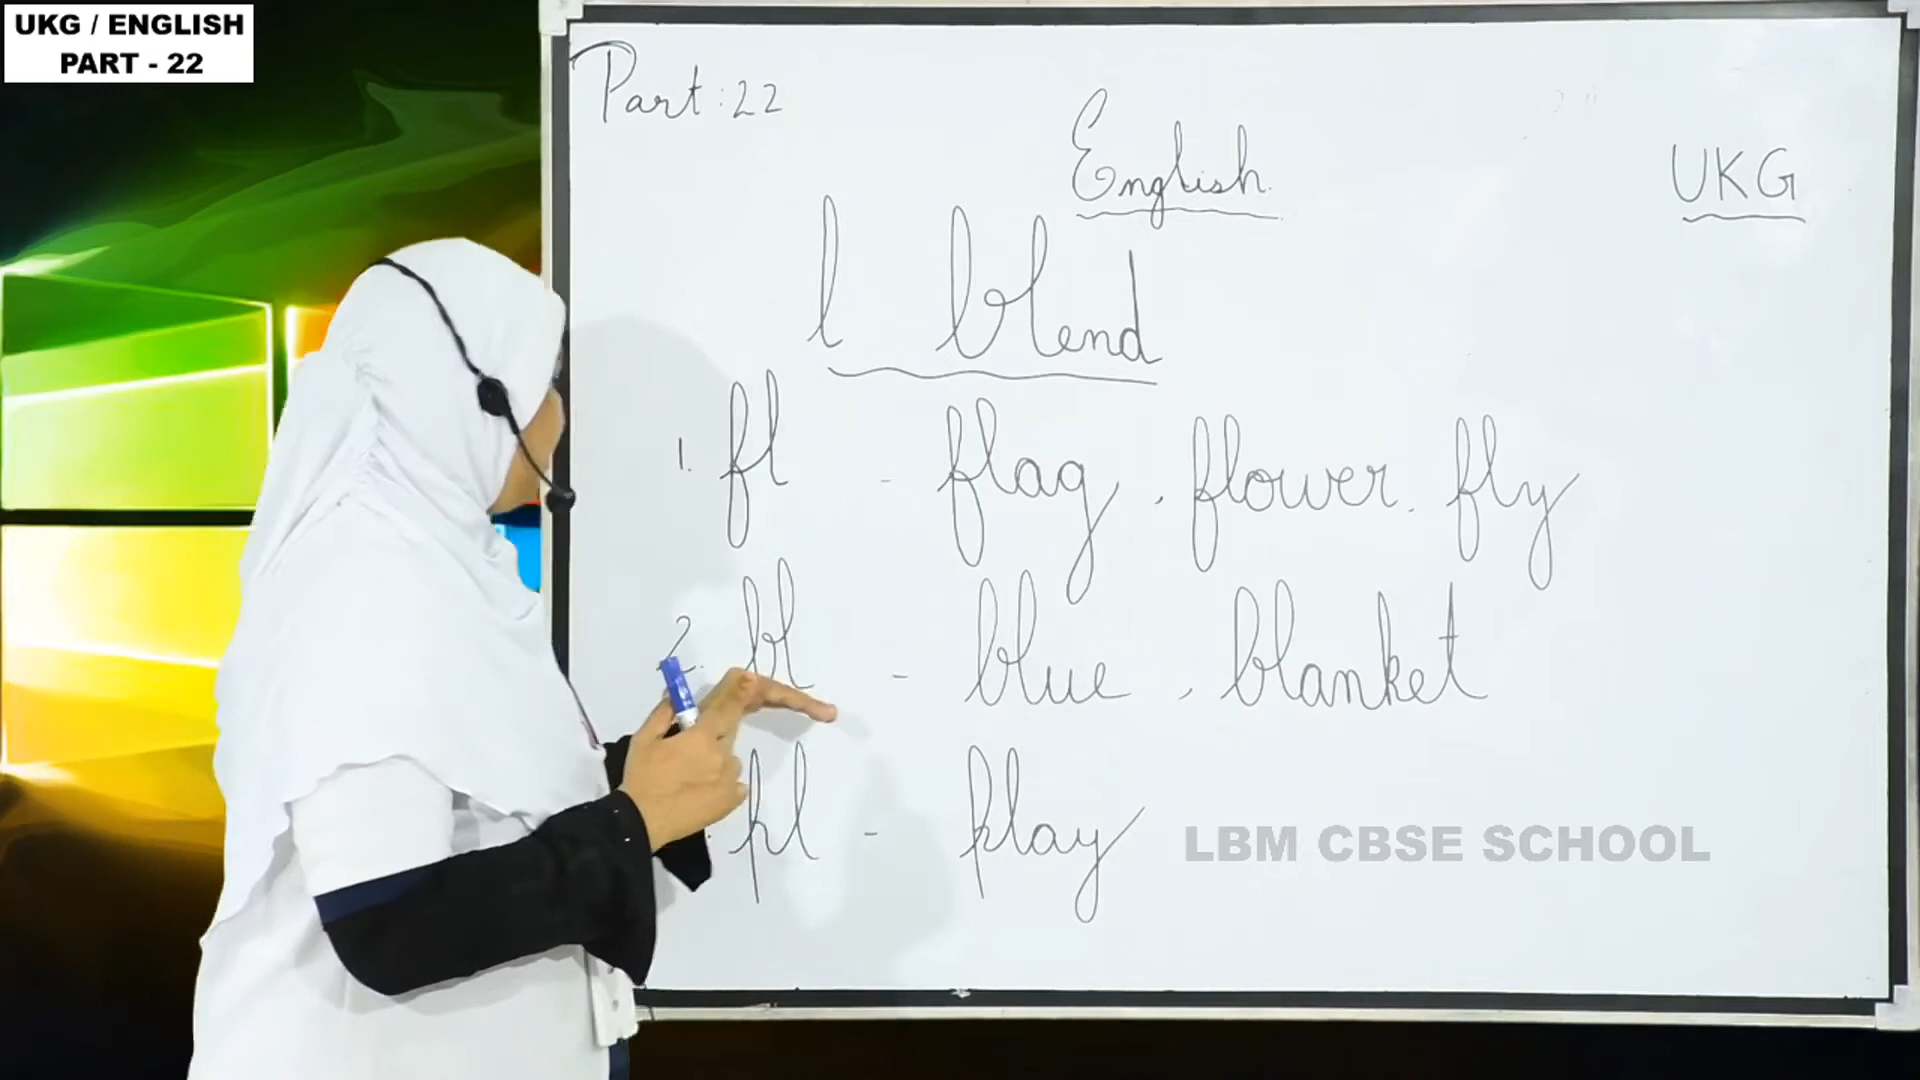 UKG / ENGLISH
PART - 22
Part : 22
English
UKG
l blend
1. fl - flag, flower, fly
2. bl - blue, blanket
pl - play
LBM CBSE SCHOOL